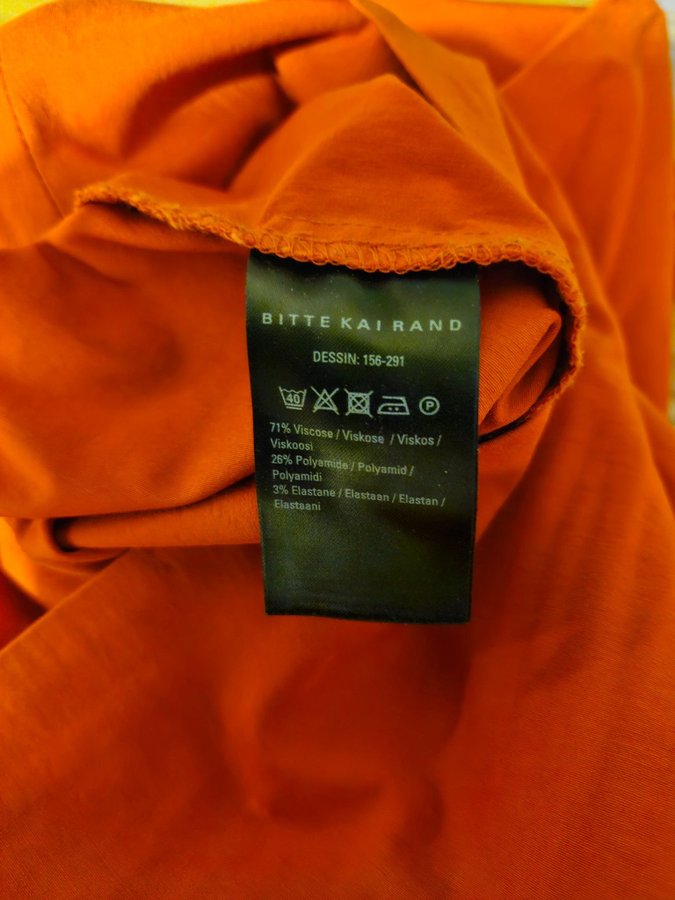 BITTE KAI RAND
DESSIN: 156-291
40 P
71% Viscose / Viskose / Viskos /
Viskoosi
26% Polyamide / Polyamid /
Polyamidi
3% Elastane / Elastaan / Elastan /
Elastaani